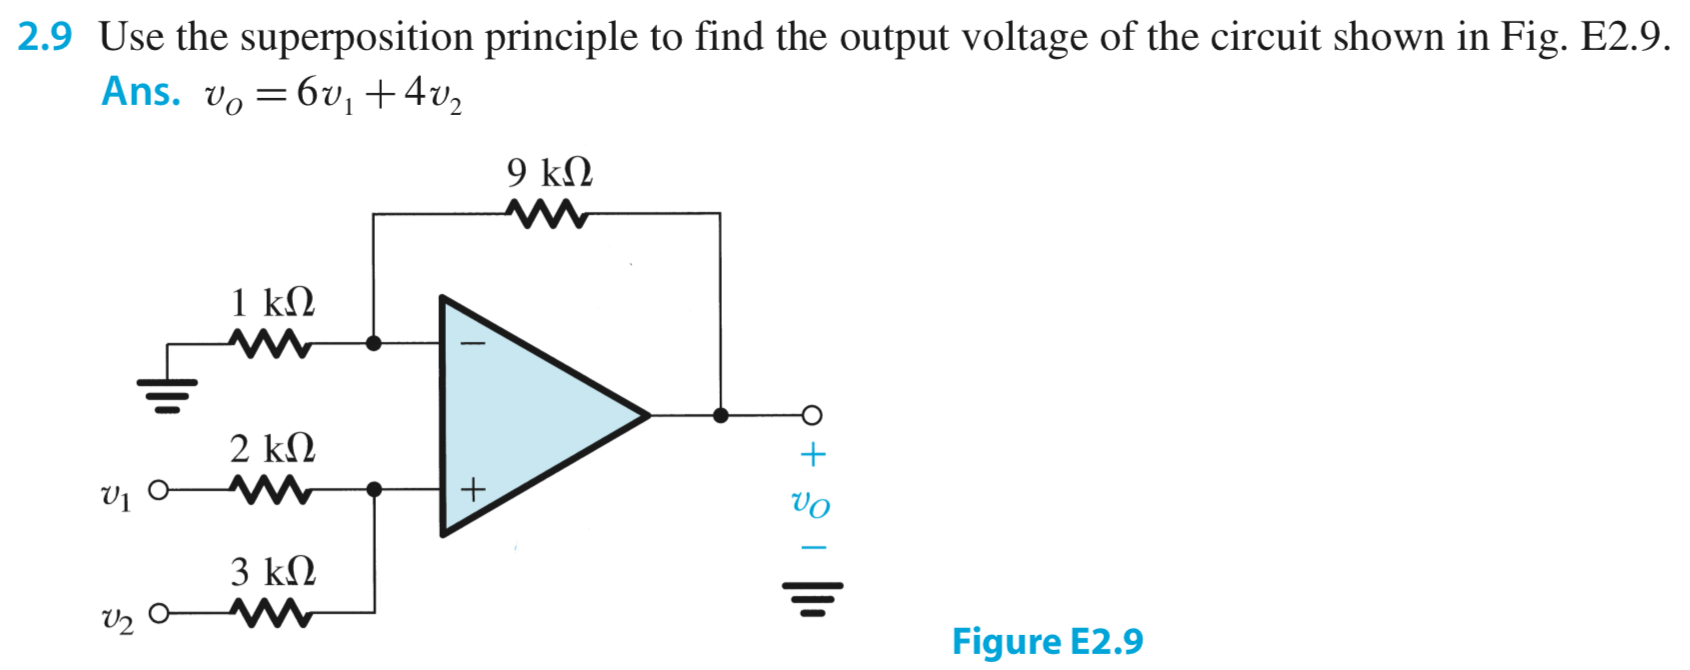 2.9 Use the superposition principle to find the output voltage of the circuit shown in Fig. E2.9.
Ans. v_O = 6v_1 + 4v_2
9 kΩ
1 kΩ
−
2 kΩ
v_1
+
+
v_O
−
3 kΩ
v_2
Figure E2.9